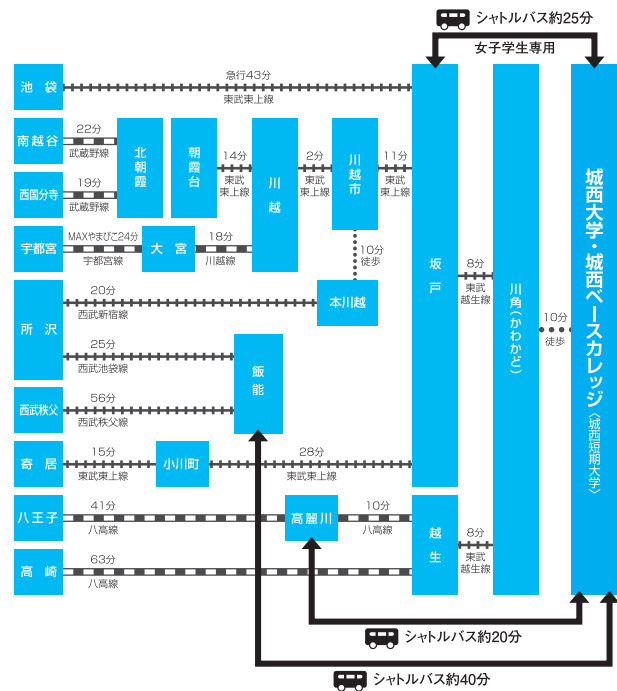 シャトルバス約25分
女子学生専用
池 袋
急行43分
東武東上線
南越谷
22分
武蔵野線
西国分寺
19分
武蔵野線
北朝霞
朝霞台
14分
東武
東上線
川越
2分
東武
東上線
川越市
11分
東武
東上線
宇都宮
MAXやまびこ24分
宇都宮線
大 宮
18分
川越線
10分
徒歩
所 沢
20分
西武新宿線
本川越
25分
西武池袋線
飯能
西武秩父
56分
西武秩父線
寄 居
15分
東武東上線
小川町
28分
東武東上線
坂戸
8分
東武
越生線
川角(かわかど)
10分
徒歩
城西大学・城西ベースカレッジ
〈城西短期大学〉
八王子
41分
八高線
高麗川
10分
八高線
越生
8分
東武
越生線
高 崎
63分
八高線
シャトルバス約20分
シャトルバス約40分